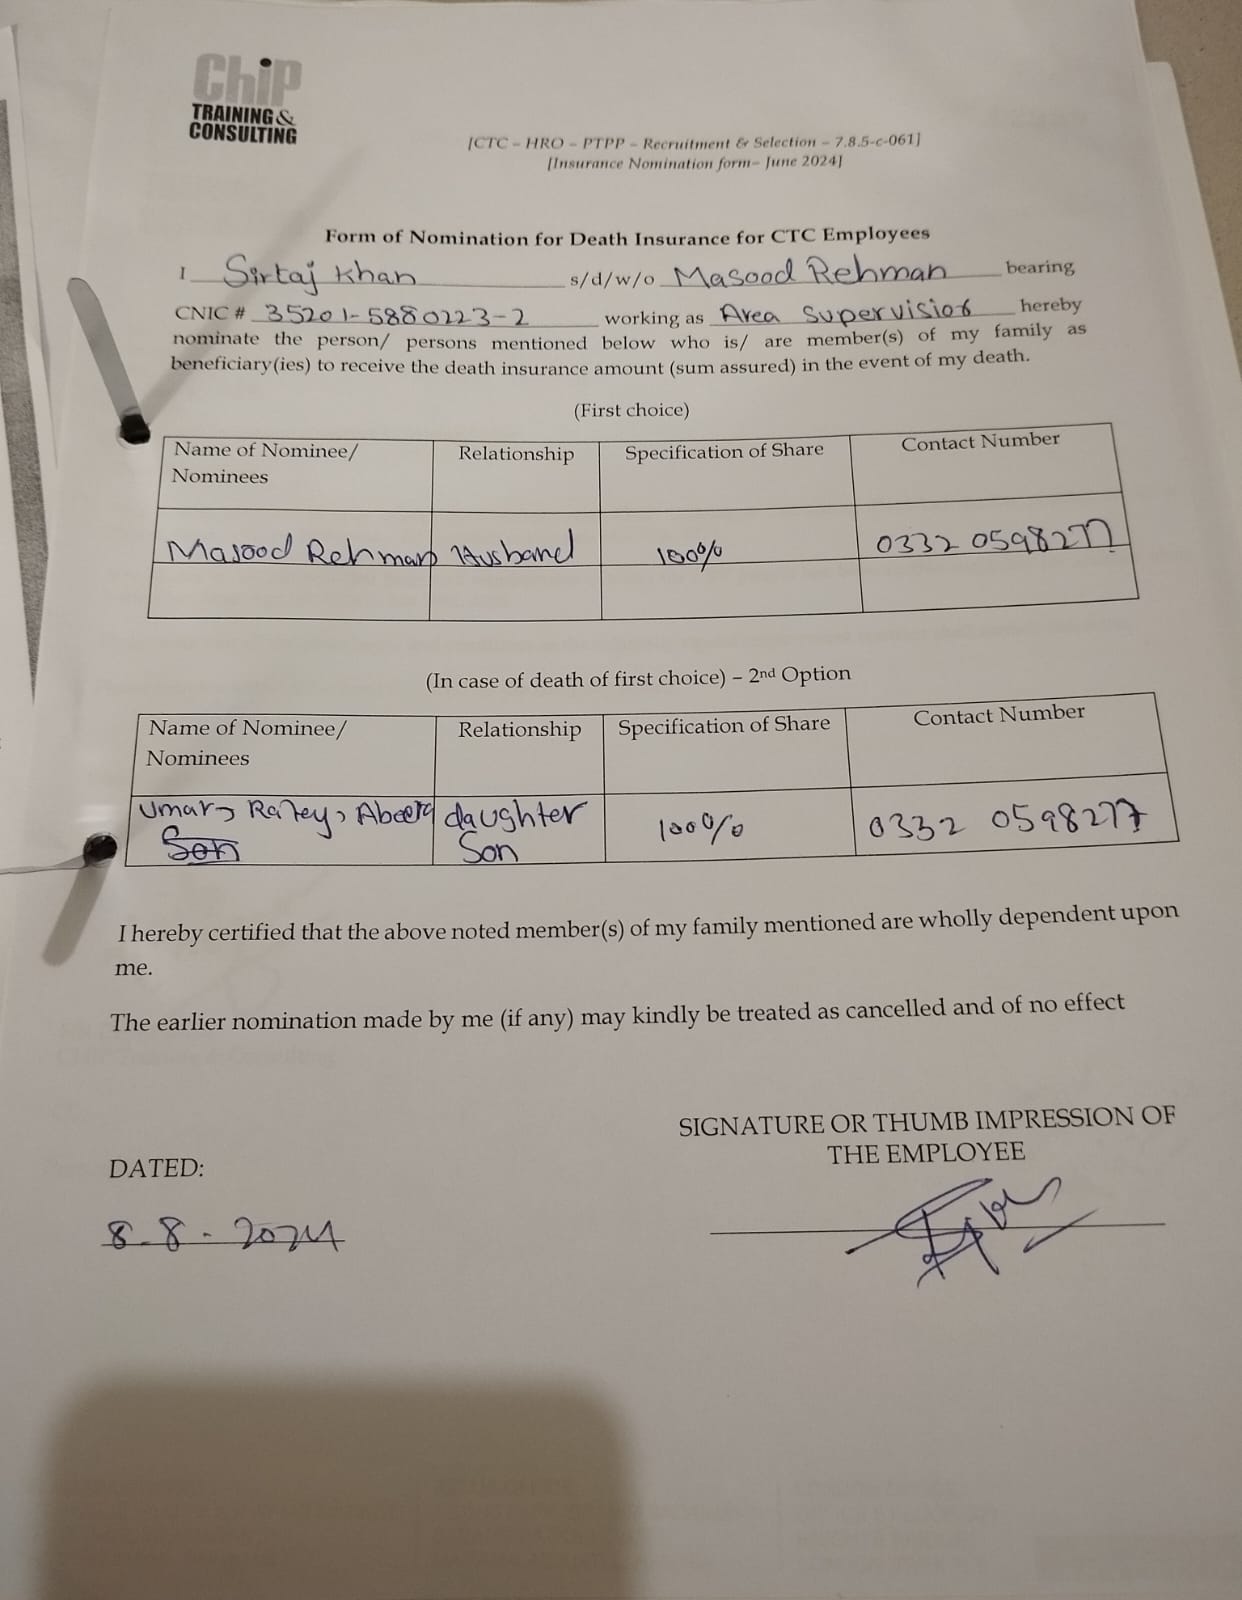 ChiP
TRAINING &
CONSULTING
[CTC – HRO – PTPP – Recruitment & Selection – 7.8.5-c-061]
[Insurance Nomination form– June 2024]
Form of Nomination for Death Insurance for CTC Employees
I Sirtaj Khan s/d/w/o Masood Rehman bearing
CNIC # 35201-5880223-2 working as Area Supervisior hereby
nominate the person/ persons mentioned below who is/ are member(s) of my family as
beneficiary(ies) to receive the death insurance amount (sum assured) in the event of my death.
(First choice)
Name of Nominee/ Relationship Specification of Share Contact Number
Nominees
Masood Rehman Husband 100% 0332 0598277
(In case of death of first choice) – 2nd Option
Name of Nominee/ Relationship Specification of Share Contact Number
Nominees
Umar, daughter 100% 0332 0598277
Son Son
I hereby certified that the above noted member(s) of my family mentioned are wholly dependent upon
me.
The earlier nomination made by me (if any) may kindly be treated as cancelled and of no effect
SIGNATURE OR THUMB IMPRESSION OF
THE EMPLOYEE
DATED:
8-8-2024